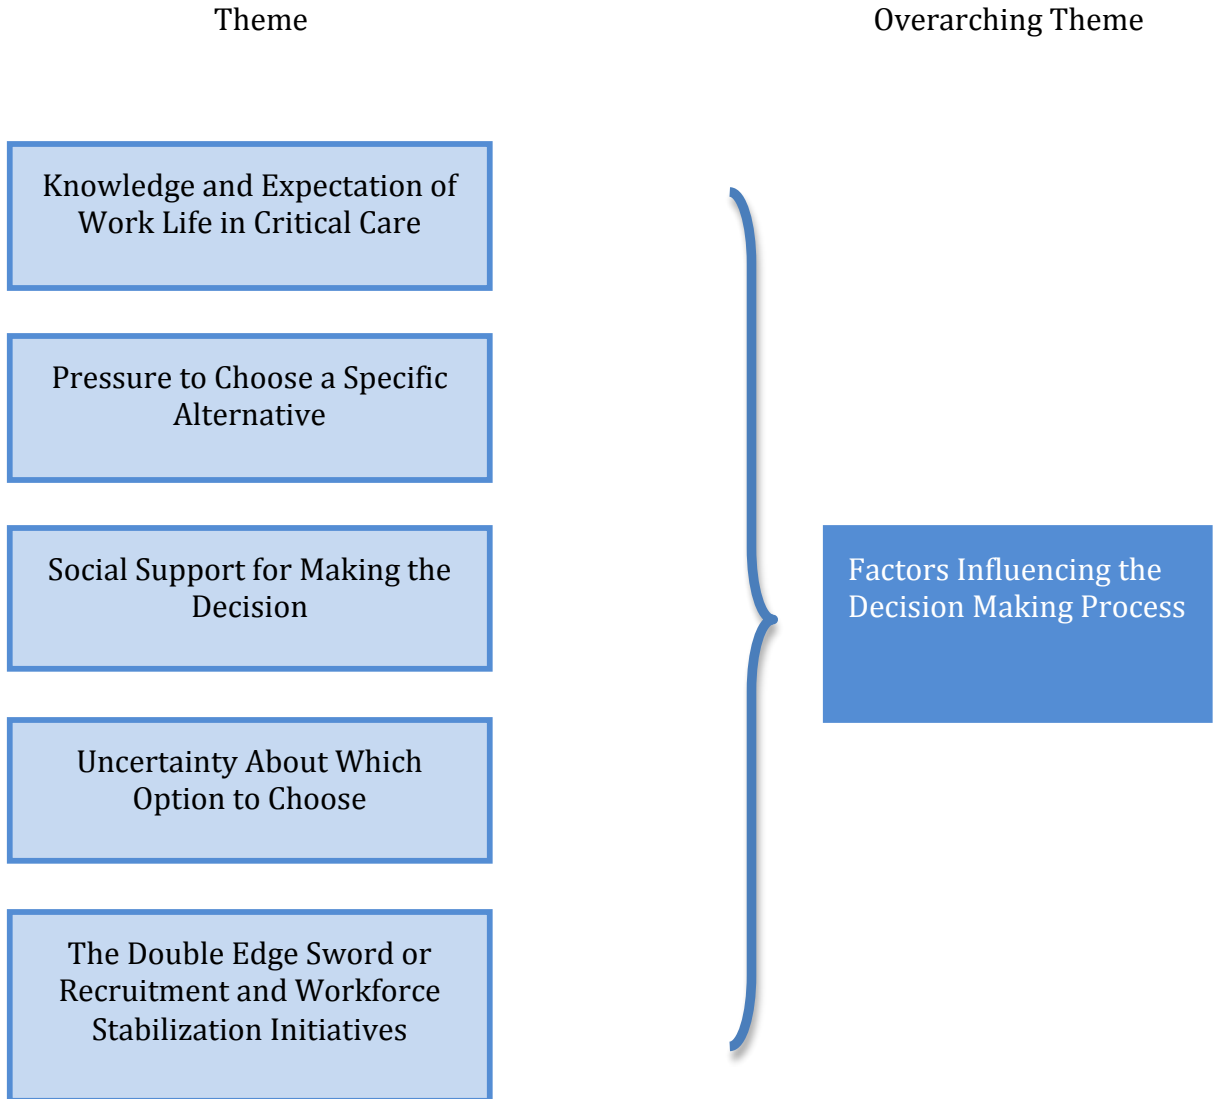 Theme
Overarching Theme
Knowledge and Expectation of
Work Life in Critical Care
Pressure to Choose a Specific
Alternative
Social Support for Making the
Decision
Uncertainty About Which
Option to Choose
The Double Edge Sword or
Recruitment and Workforce
Stabilization Initiatives
Factors Influencing the
Decision Making Process